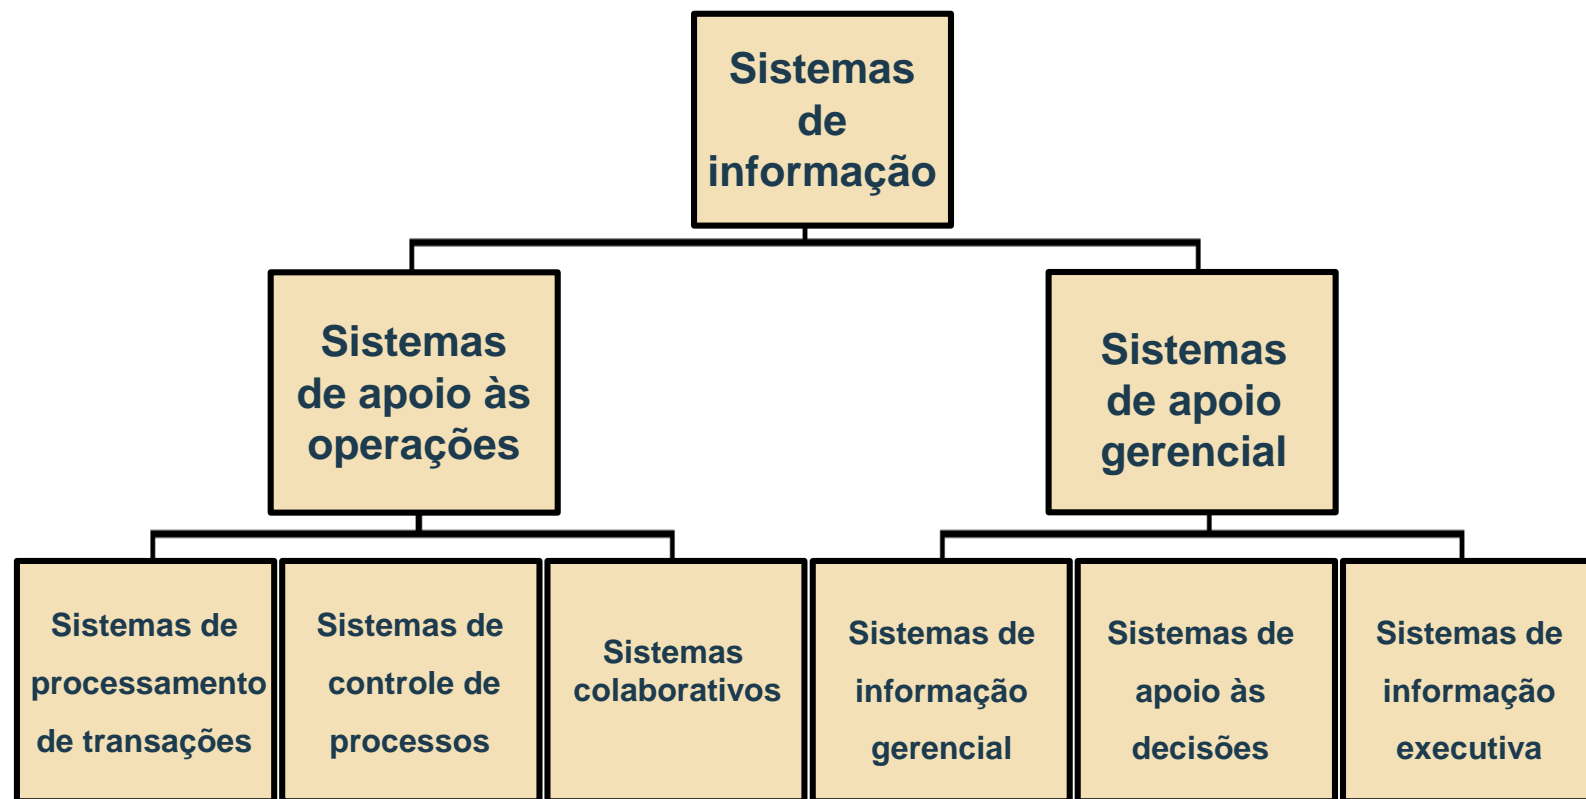 Sistemas
de
informação
Sistemas
de apoio às
operações
Sistemas
de apoio
gerencial
Sistemas de
processamento
de transações
Sistemas de
controle de
processos
Sistemas
colaborativos
Sistemas de
informação
gerencial
Sistemas de
apoio às
decisões
Sistemas de
informação
executiva